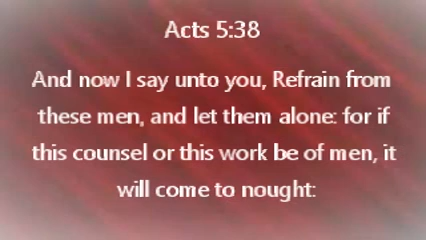 Acts 5:38
And now I say unto you, Refrain from
these men, and let them alone: for if
this counsel or this work be of men, it
will come to nought: